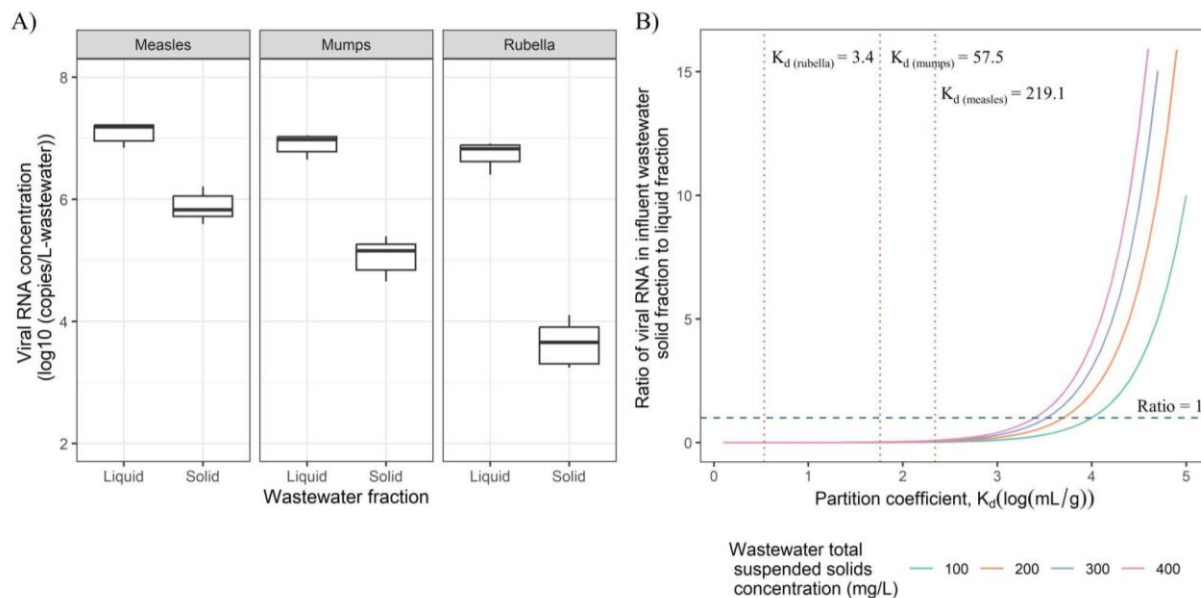 A)
Measles
Mumps
Rubella
Viral RNA concentration
(log10 (copies/L-wastewater))
8
6
4
2
Liquid
Solid
Liquid
Solid
Liquid
Solid
Wastewater fraction
B)
Ratio of viral RNA in influent wastewater
solid fraction to liquid fraction
15
10
5
0
K_d (rubella) = 3.4
K_d (mumps) = 57.5
K_d (measles) = 219.1
Ratio = 1
0
1
2
3
4
5
Partition coefficient, K_d(log(mL/g))
Wastewater total
suspended solids
concentration (mg/L)
100
200
300
400